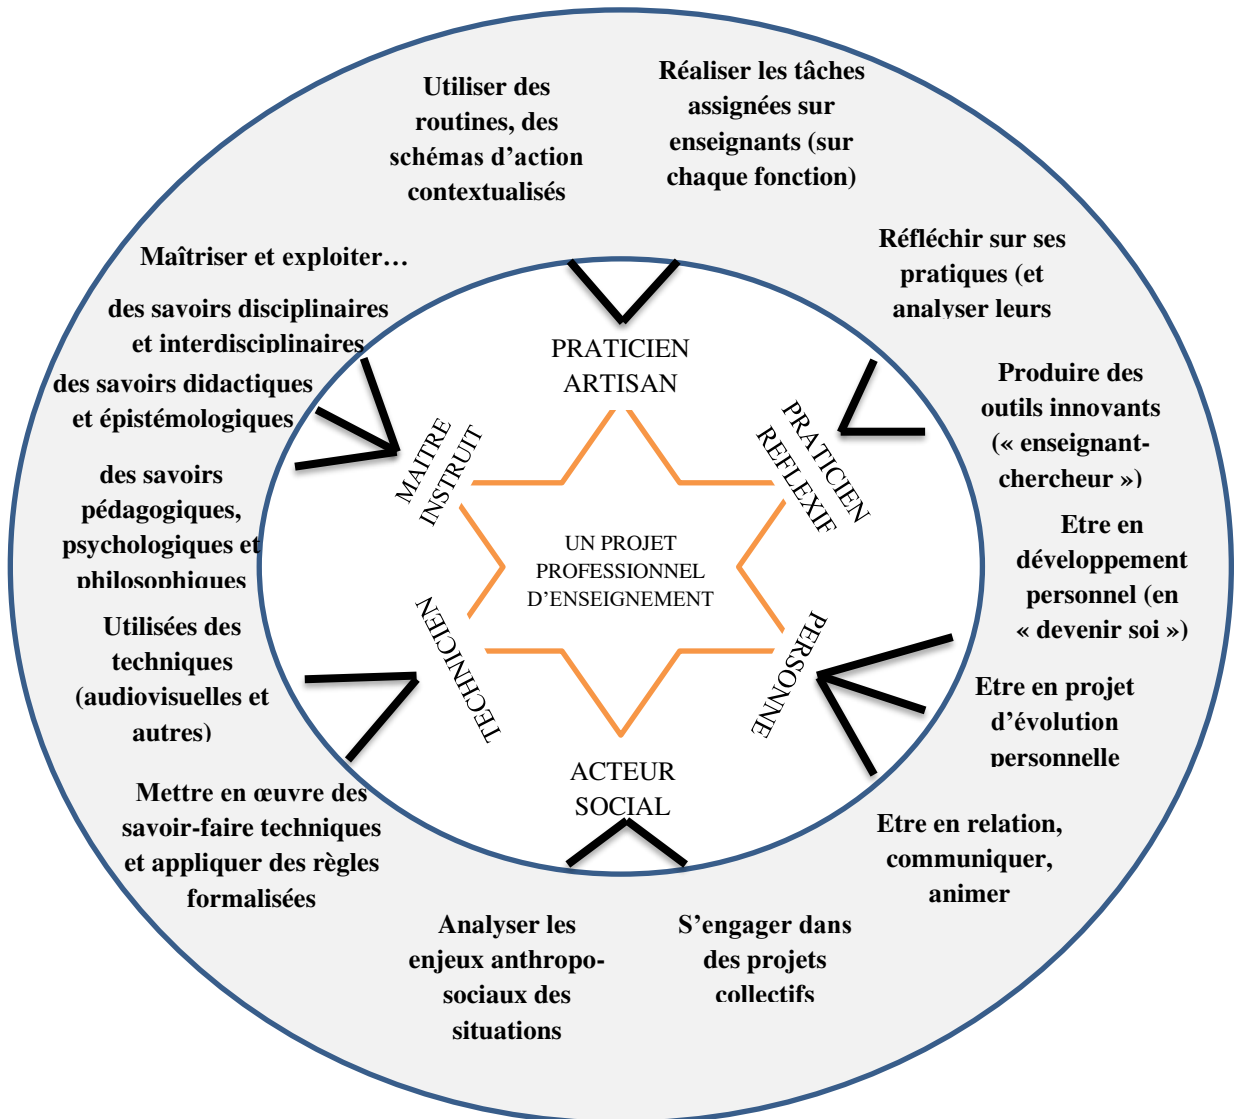 Utiliser des
routines, des
schémas d’action
contextualisés
Réaliser les tâches
assignées sur
enseignants (sur
chaque fonction)
Maîtriser et exploiter…
des savoirs disciplinaires
et interdisciplinaires
des savoirs didactiques
et épistémologiques
des savoirs
pédagogiques,
psychologiques et
philosophiques
Utilisées des
techniques
(audiovisuelles et
autres)
Mettre en œuvre des
savoir-faire techniques
et appliquer des règles
formalisées
Réfléchir sur ses
pratiques (et
analyser leurs
Produire des
outils innovants
(« enseignant-
chercheur »)
Etre en
développement
personnel (en
« devenir soi »)
Etre en projet
d’évolution
personnelle
Etre en relation,
communiquer,
animer
PRATICIEN
ARTISAN
MAITRE
INSTRUIT
PRATICIEN
REFLEXIF
UN PROJET
PROFESSIONNEL
D’ENSEIGNEMENT
TECHNICIEN
PERSONNE
ACTEUR
SOCIAL
Analyser les
enjeux anthropo-
sociaux des
situations
S’engager dans
des projets
collectifs